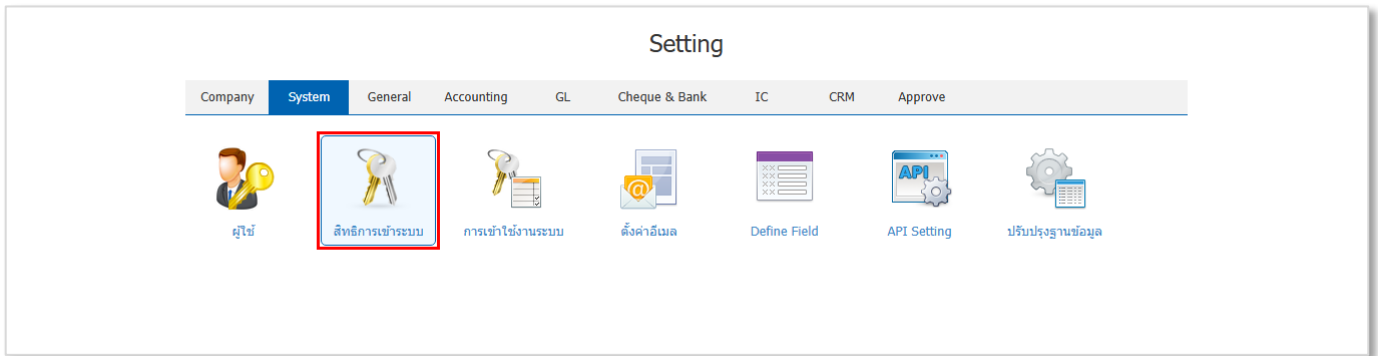 Setting
Company System General Accounting GL Cheque & Bank IC CRM Approve
API
ผู้ใช้ สิทธิการเข้าระบบ การเข้าใช้งานระบบ ตั้งค่าอีเมล Define Field API Setting ปรับปรุงฐานข้อมูล